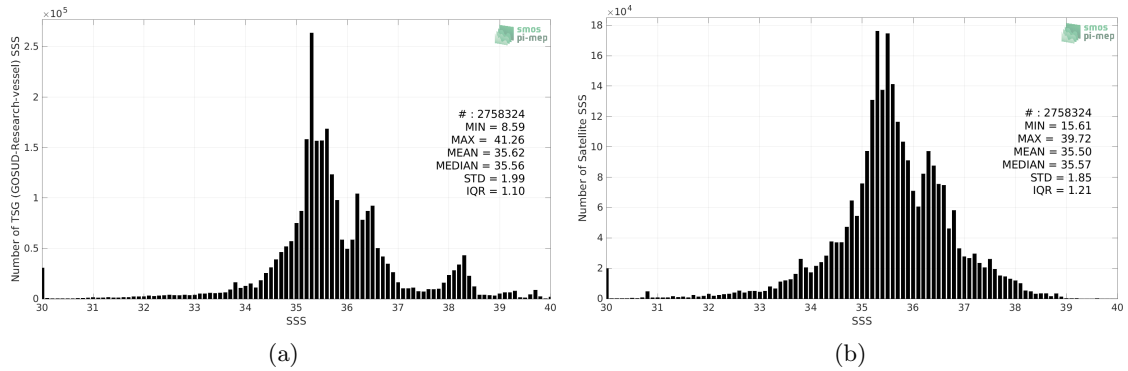 ×10⁵
Number of TSG (GOSUD-Research-vessel) SSS
2.5
2
1.5
1
0.5
0
smos
pi-mep
# : 2758324
MIN = 8.59
MAX = 41.26
MEAN = 35.62
MEDIAN = 35.56
STD = 1.99
IQR = 1.10
30 31 32 33 34 35 36 37 38 39 40
SSS
(a)
×10⁴
Number of Satellite SSS
18
16
14
12
10
8
6
4
2
0
smos
pi-mep
# : 2758324
MIN = 15.61
MAX = 39.72
MEAN = 35.50
MEDIAN = 35.57
STD = 1.85
IQR = 1.21
30 31 32 33 34 35 36 37 38 39 40
SSS
(b)